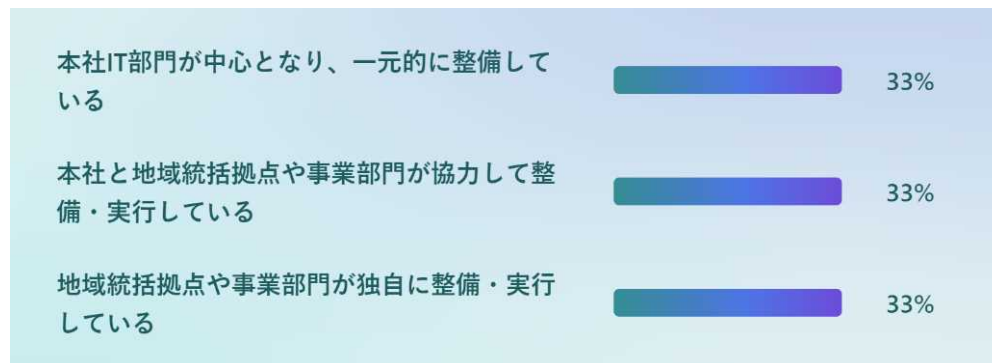 本社IT部門が中心となり、一元的に整備して
いる
33%
本社と地域統括拠点や事業部門が協力して整
備・実行している
33%
地域統括拠点や事業部門が独自に整備・実行
している
33%